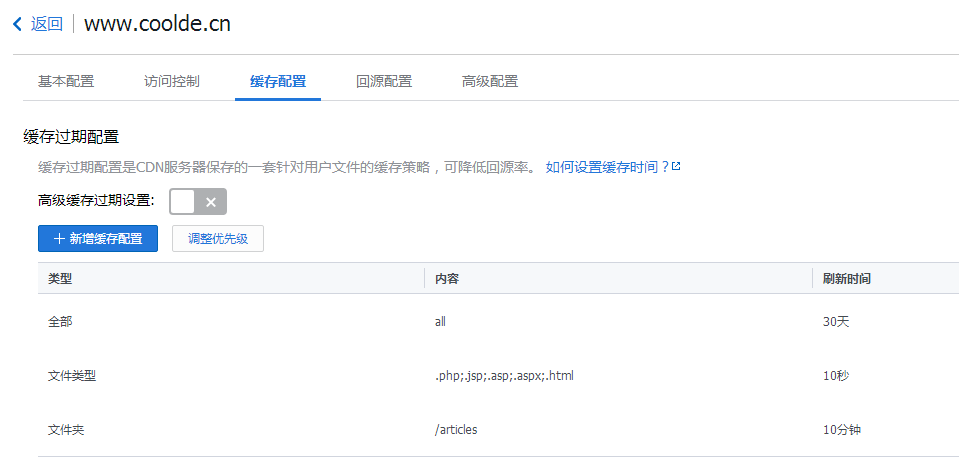 返回 www.coolde.cn
基本配置 访问控制 缓存配置 回源配置 高级配置
缓存过期配置
缓存过期配置是CDN服务器保存的一套针对用户文件的缓存策略，可降低回源率。 如何设置缓存时间？
高级缓存过期设置:
+ 新增缓存配置 调整优先级
类型 内容 刷新时间
全部 all 30天
文件类型 .php;.jsp;.asp;.aspx;.html 10秒
文件夹 /articles 10分钟